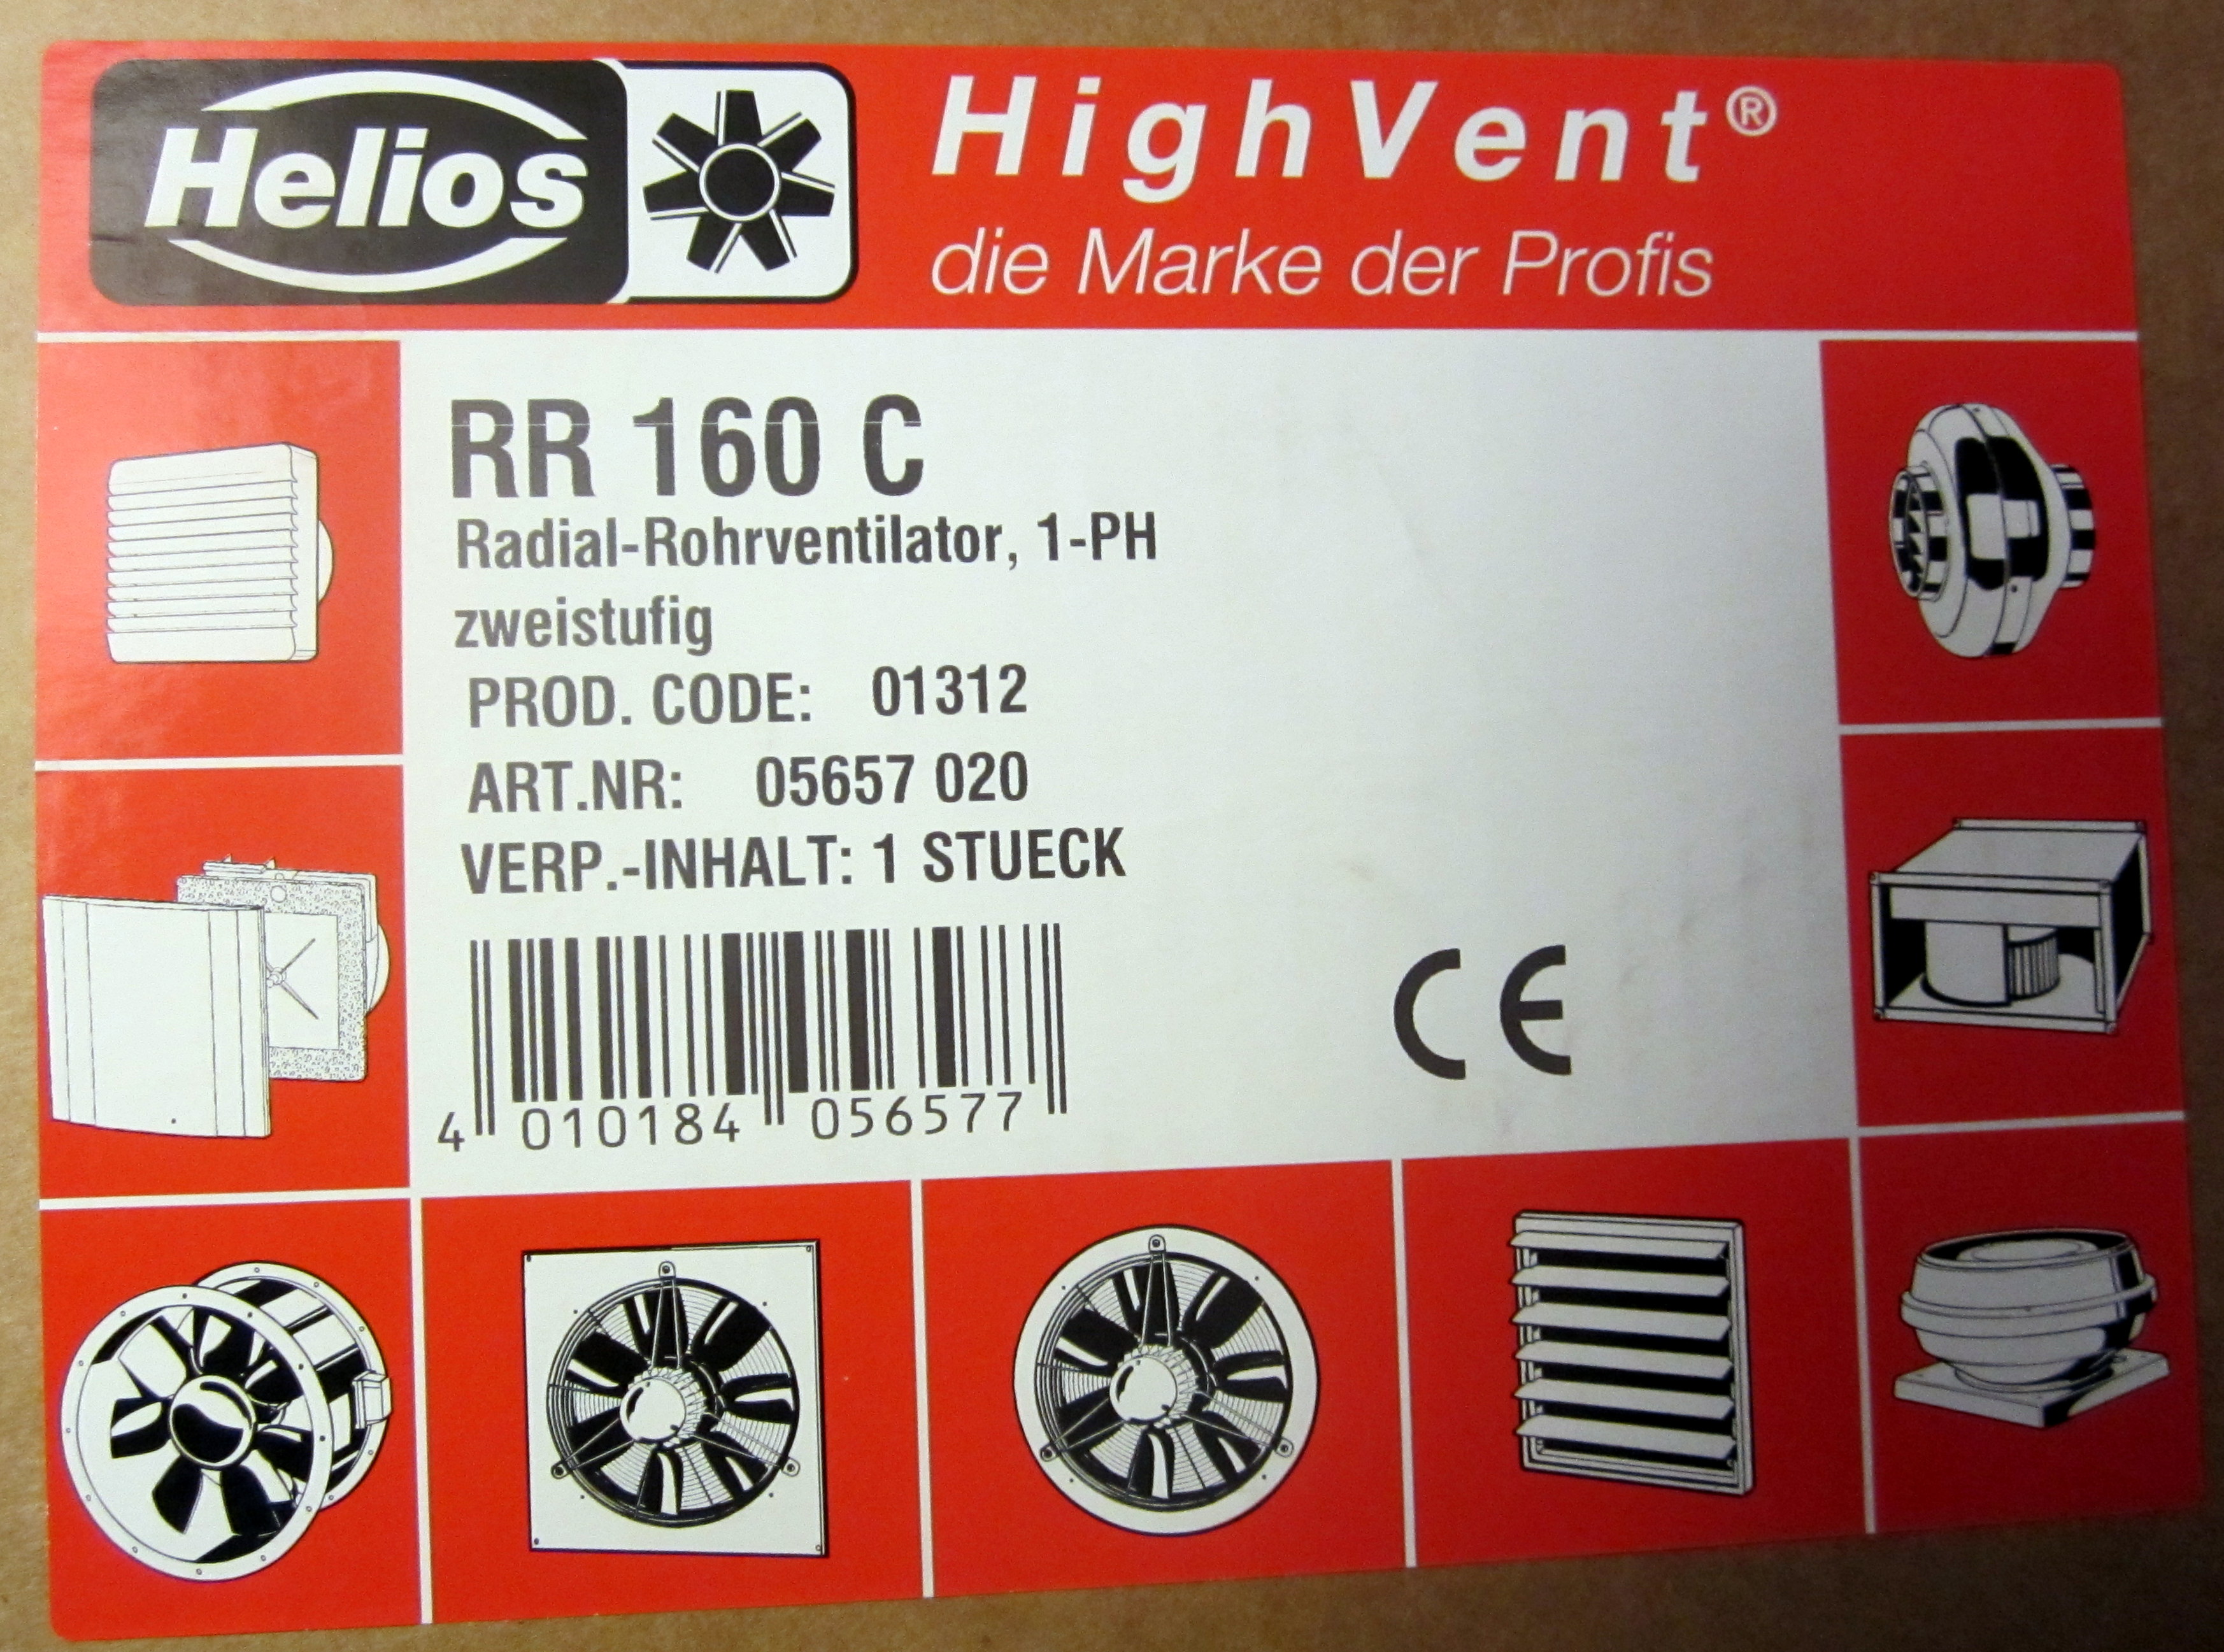 Helios
HighVent®
die Marke der Profis
RR 160 C
Radial-Rohrventilator, 1-PH
zweistufig
PROD. CODE: 01312
ART.NR: 05657 020
VERP.-INHALT: 1 STUECK
CE
4 010184 056577